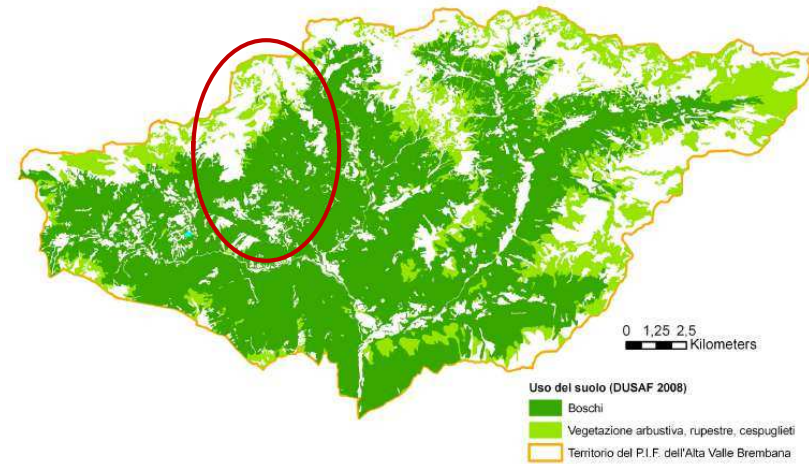 0 1,25 2,5
Kilometers
Uso del suolo (DUSAF 2008)
Boschi
Vegetazione arbustiva, rupestre, cespuglieti
Territorio del P.I.F. dell'Alta Valle Brembana